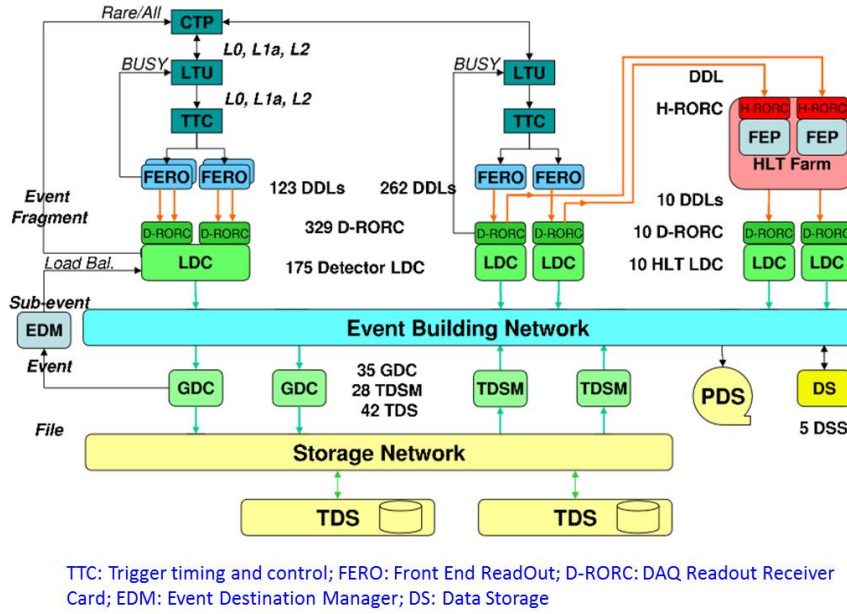 Rare/All
CTP
L0, L1a, L2
BUSY
LTU
BUSY
LTU
DDL
L0, L1a, L2
H-RORC
H-RORC
H-RORC
TTC
TTC
FEP
FEP
HLT Farm
FERO
FERO
FERO
FERO
123 DDLs
262 DDLs
10 DDLs
Event
Fragment
D-RORC
D-RORC
329 D-RORC
D-RORC
D-RORC
10 D-RORC
D-RORC
D-RORC
Load Bal.
LDC
175 Detector LDC
LDC
LDC
10 HLT LDC
LDC
LDC
Sub-event
EDM
Event Building Network
Event
GDC
GDC
35 GDC
28 TDSM
42 TDS
TDSM
TDSM
PDS
DS
File
5 DSS
Storage Network
TDS
TDS
TTC: Trigger timing and control; FERO: Front End ReadOut; D-RORC: DAQ Readout Receiver
Card; EDM: Event Destination Manager; DS: Data Storage